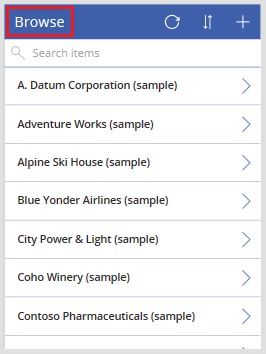 Browse
Search items
A. Datum Corporation (sample)
Adventure Works (sample)
Alpine Ski House (sample)
Blue Yonder Airlines (sample)
City Power & Light (sample)
Coho Winery (sample)
Contoso Pharmaceuticals (sample)